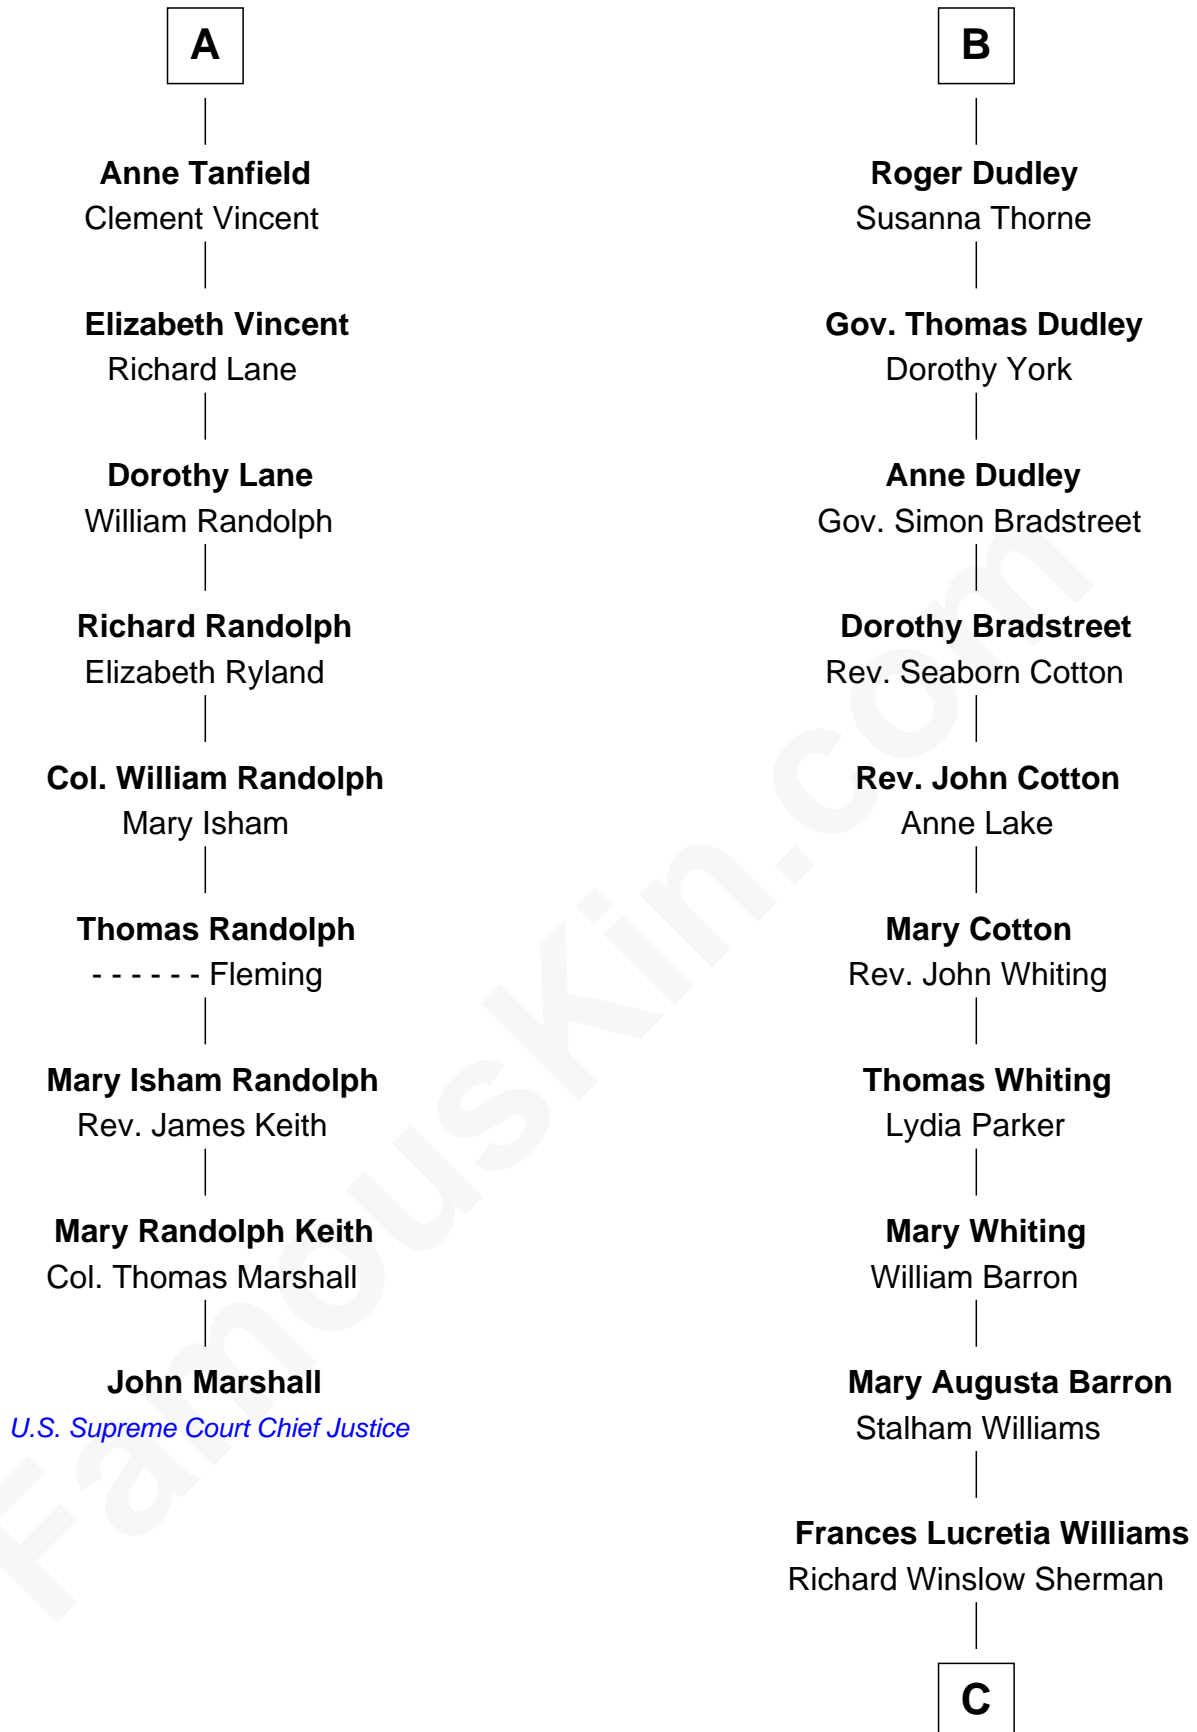 A
Anne Tanfield
Clement Vincent
Elizabeth Vincent
Richard Lane
Dorothy Lane
William Randolph
Richard Randolph
Elizabeth Ryland
Col. William Randolph
Mary Isham
Thomas Randolph
- - - - - - Fleming
Mary Isham Randolph
Rev. James Keith
Mary Randolph Keith
Col. Thomas Marshall
John Marshall
U.S. Supreme Court Chief Justice
B
Roger Dudley
Susanna Thorne
Gov. Thomas Dudley
Dorothy York
Anne Dudley
Gov. Simon Bradstreet
Dorothy Bradstreet
Rev. Seaborn Cotton
Rev. John Cotton
Anne Lake
Mary Cotton
Rev. John Whiting
Thomas Whiting
Lydia Parker
Mary Whiting
William Barron
Mary Augusta Barron
Stalham Williams
Frances Lucretia Williams
Richard Winslow Sherman
C
FamousKin.com